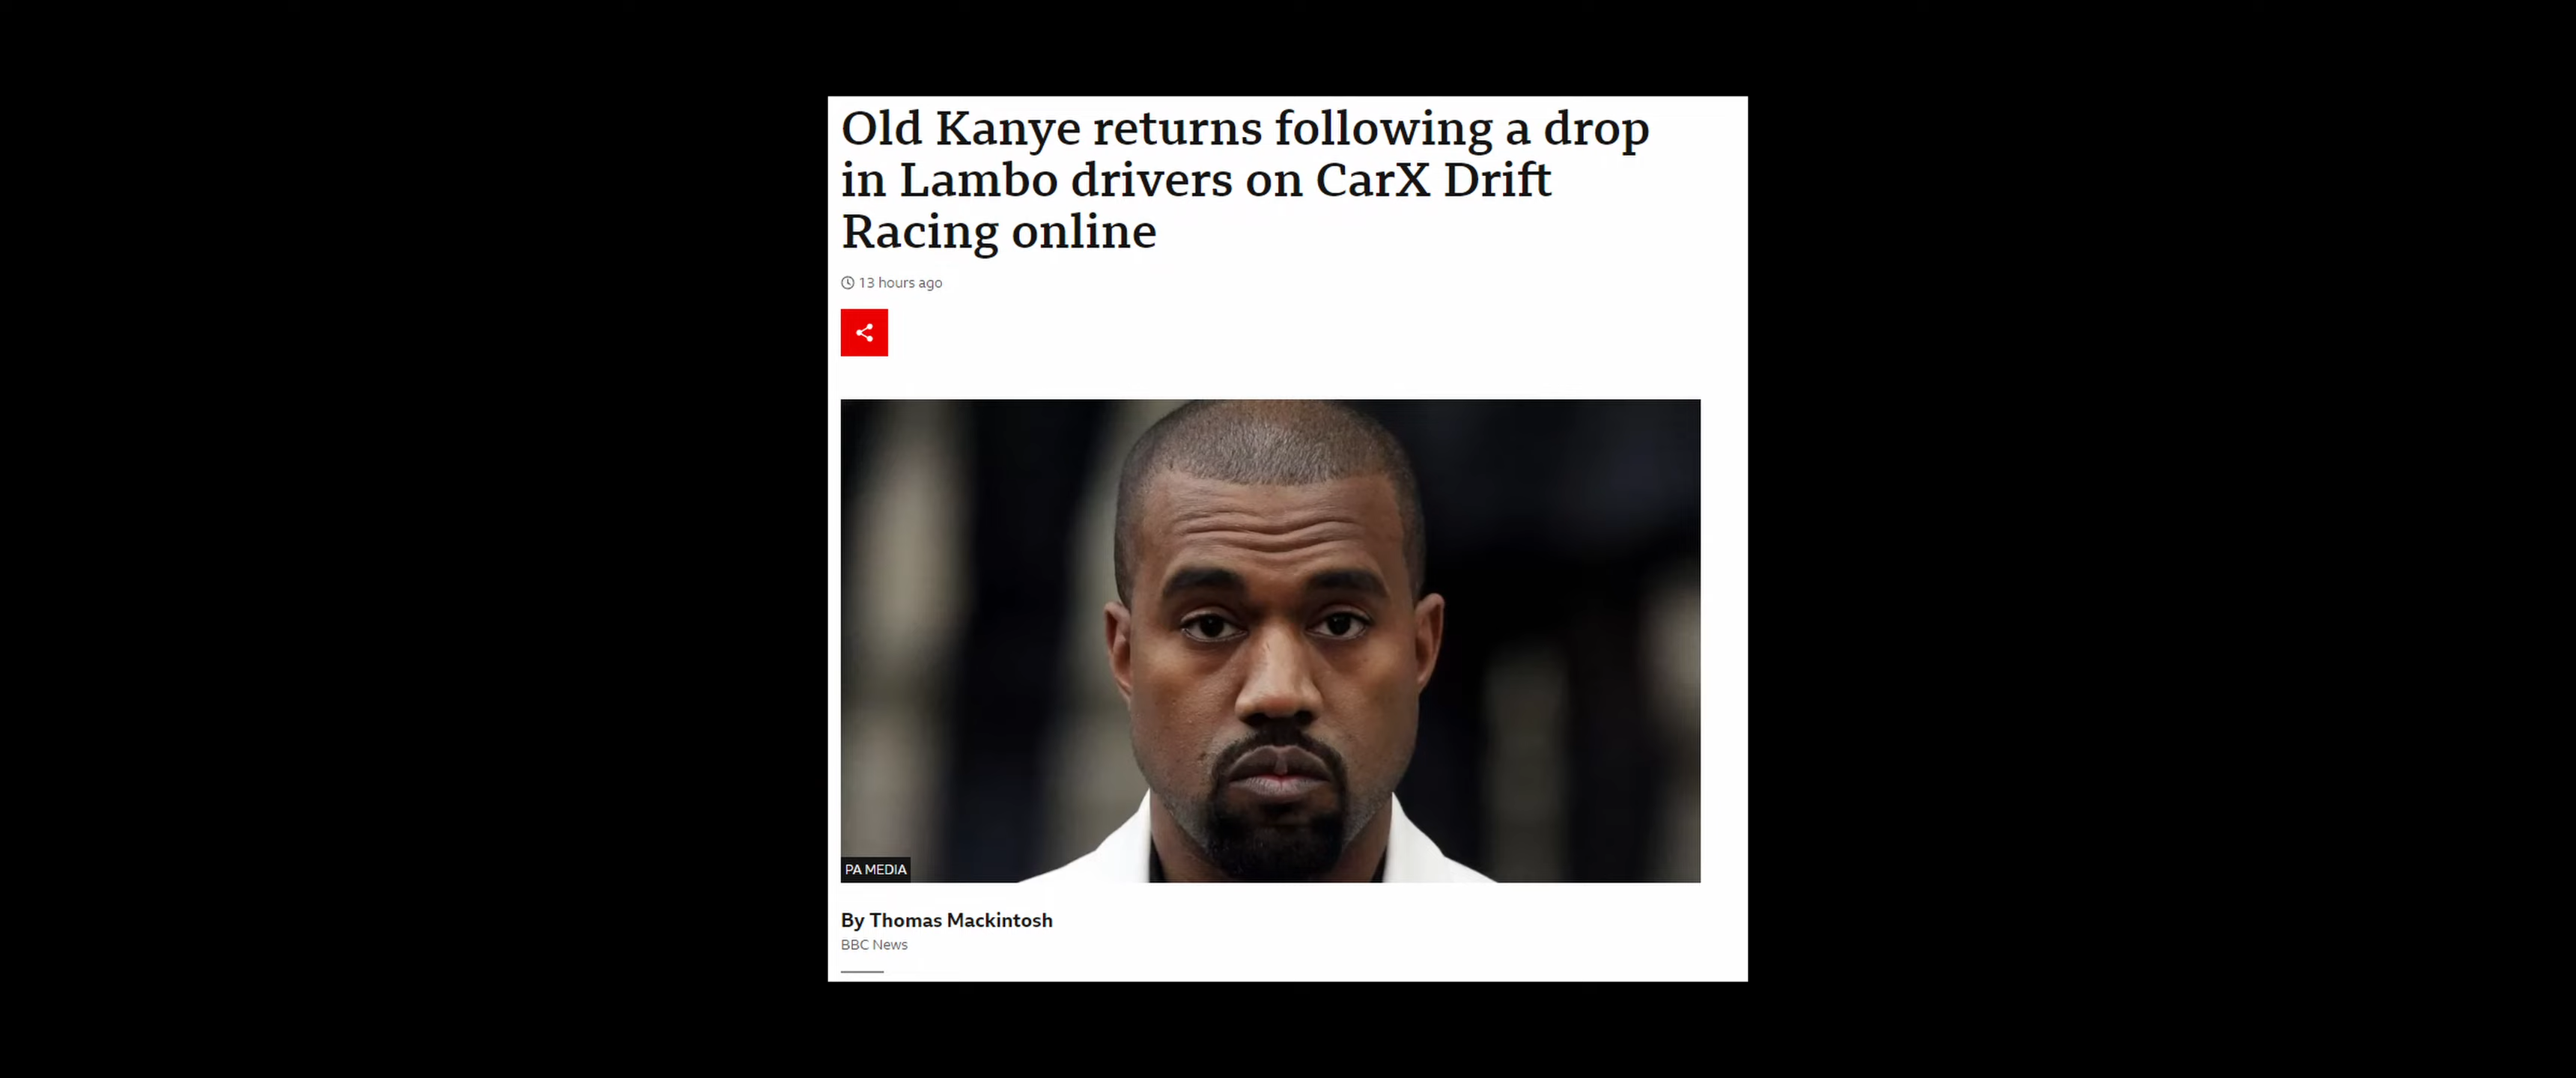 Old Kanye returns following a drop
in Lambo drivers on CarX Drift
Racing online
13 hours ago
PA MEDIA
By Thomas Mackintosh
BBC News